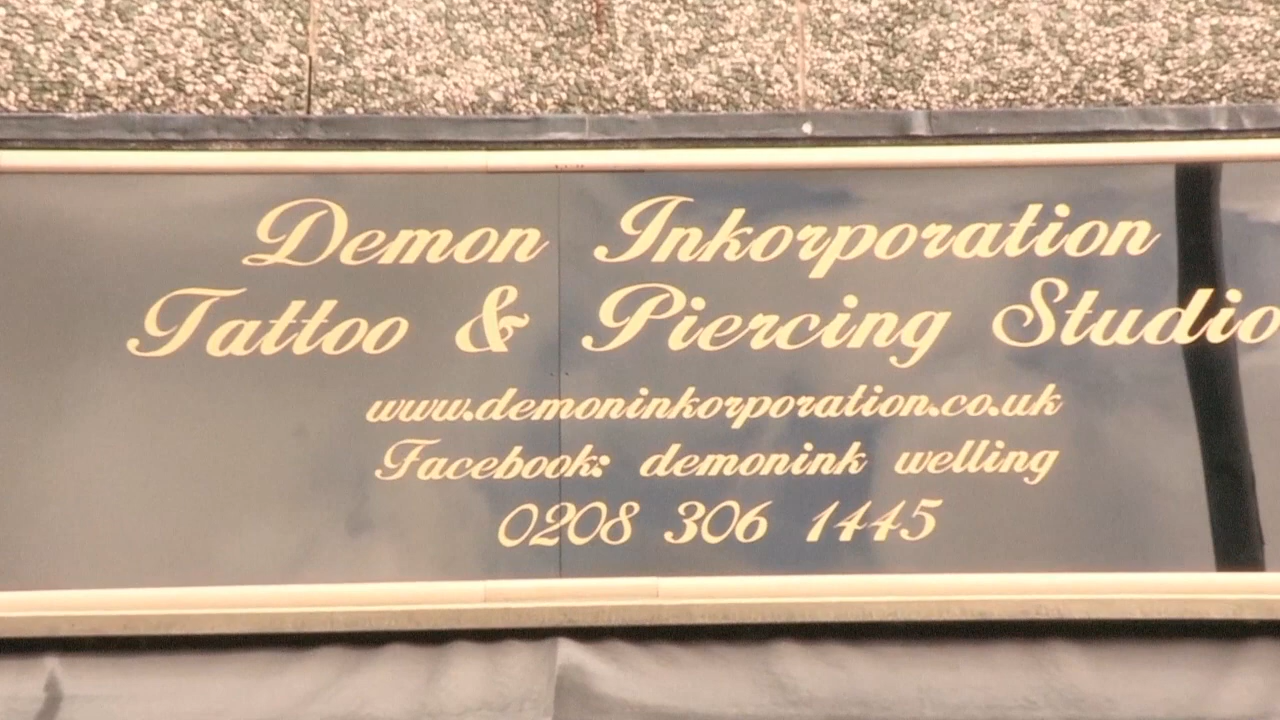 Demon Inkorporation
Tattoo & Piercing Studio
www.demoninkorporation.co.uk
Facebook: demonink welling
0208 306 1445